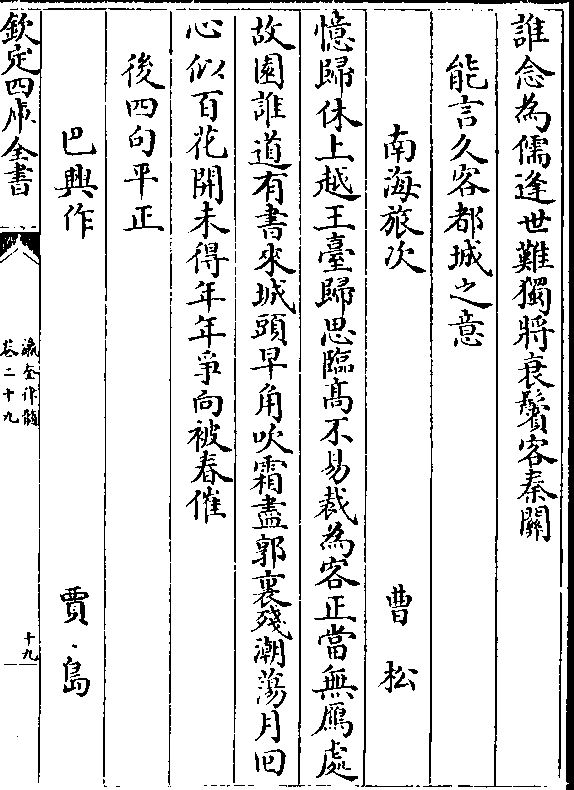 誰念為儒逢世難獨將衰鬢客秦關
能言久客都城之意
南海旅次 曹松
憶歸休上越王臺歸思臨髙不易裁為客正當無鴈處
故園誰道有書來城頭早角吹霜盡郭裏殘潮蕩月回
心似百花開未得年年爭向被春催
後四句平正
巴興作 賈島
欽定四庫全書
瀛奎律髓
卷二十九
十九